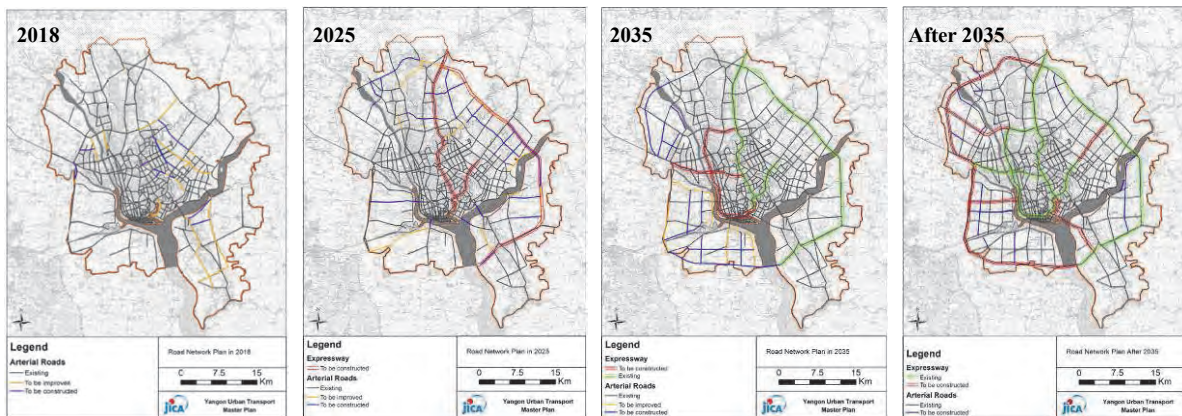 2018
Legend
Arterial Roads
Existing
To be improves
To be constructed
Road Network Plan in 2018
0 7.5 15
Km
JICA
Yangon Urban Transport
Master Plan
2025
Legend
Expressway
To be constructed
Arterial Roads
Existing
To be improved
To be constructed
Road Network Plan in 2025
0 7.5 15
Km
JICA
Yangon Urban Transport
Master Plan
2035
Legend
Expressway
To be constructed
Existing
Arterial Roads
Existing
To be improved
To be constructed
Road Network Plan in 2035
0 7.5 15
Km
JICA
Yangon Urban Transport
Master Plan
After 2035
Legend
Expressway
To be constructed
Existing
Arterial Roads
Existing
To be constructed
Road Network Plan After 2035
0 7.5 15
Km
JICA
Yangon Urban Transport
Master Plan